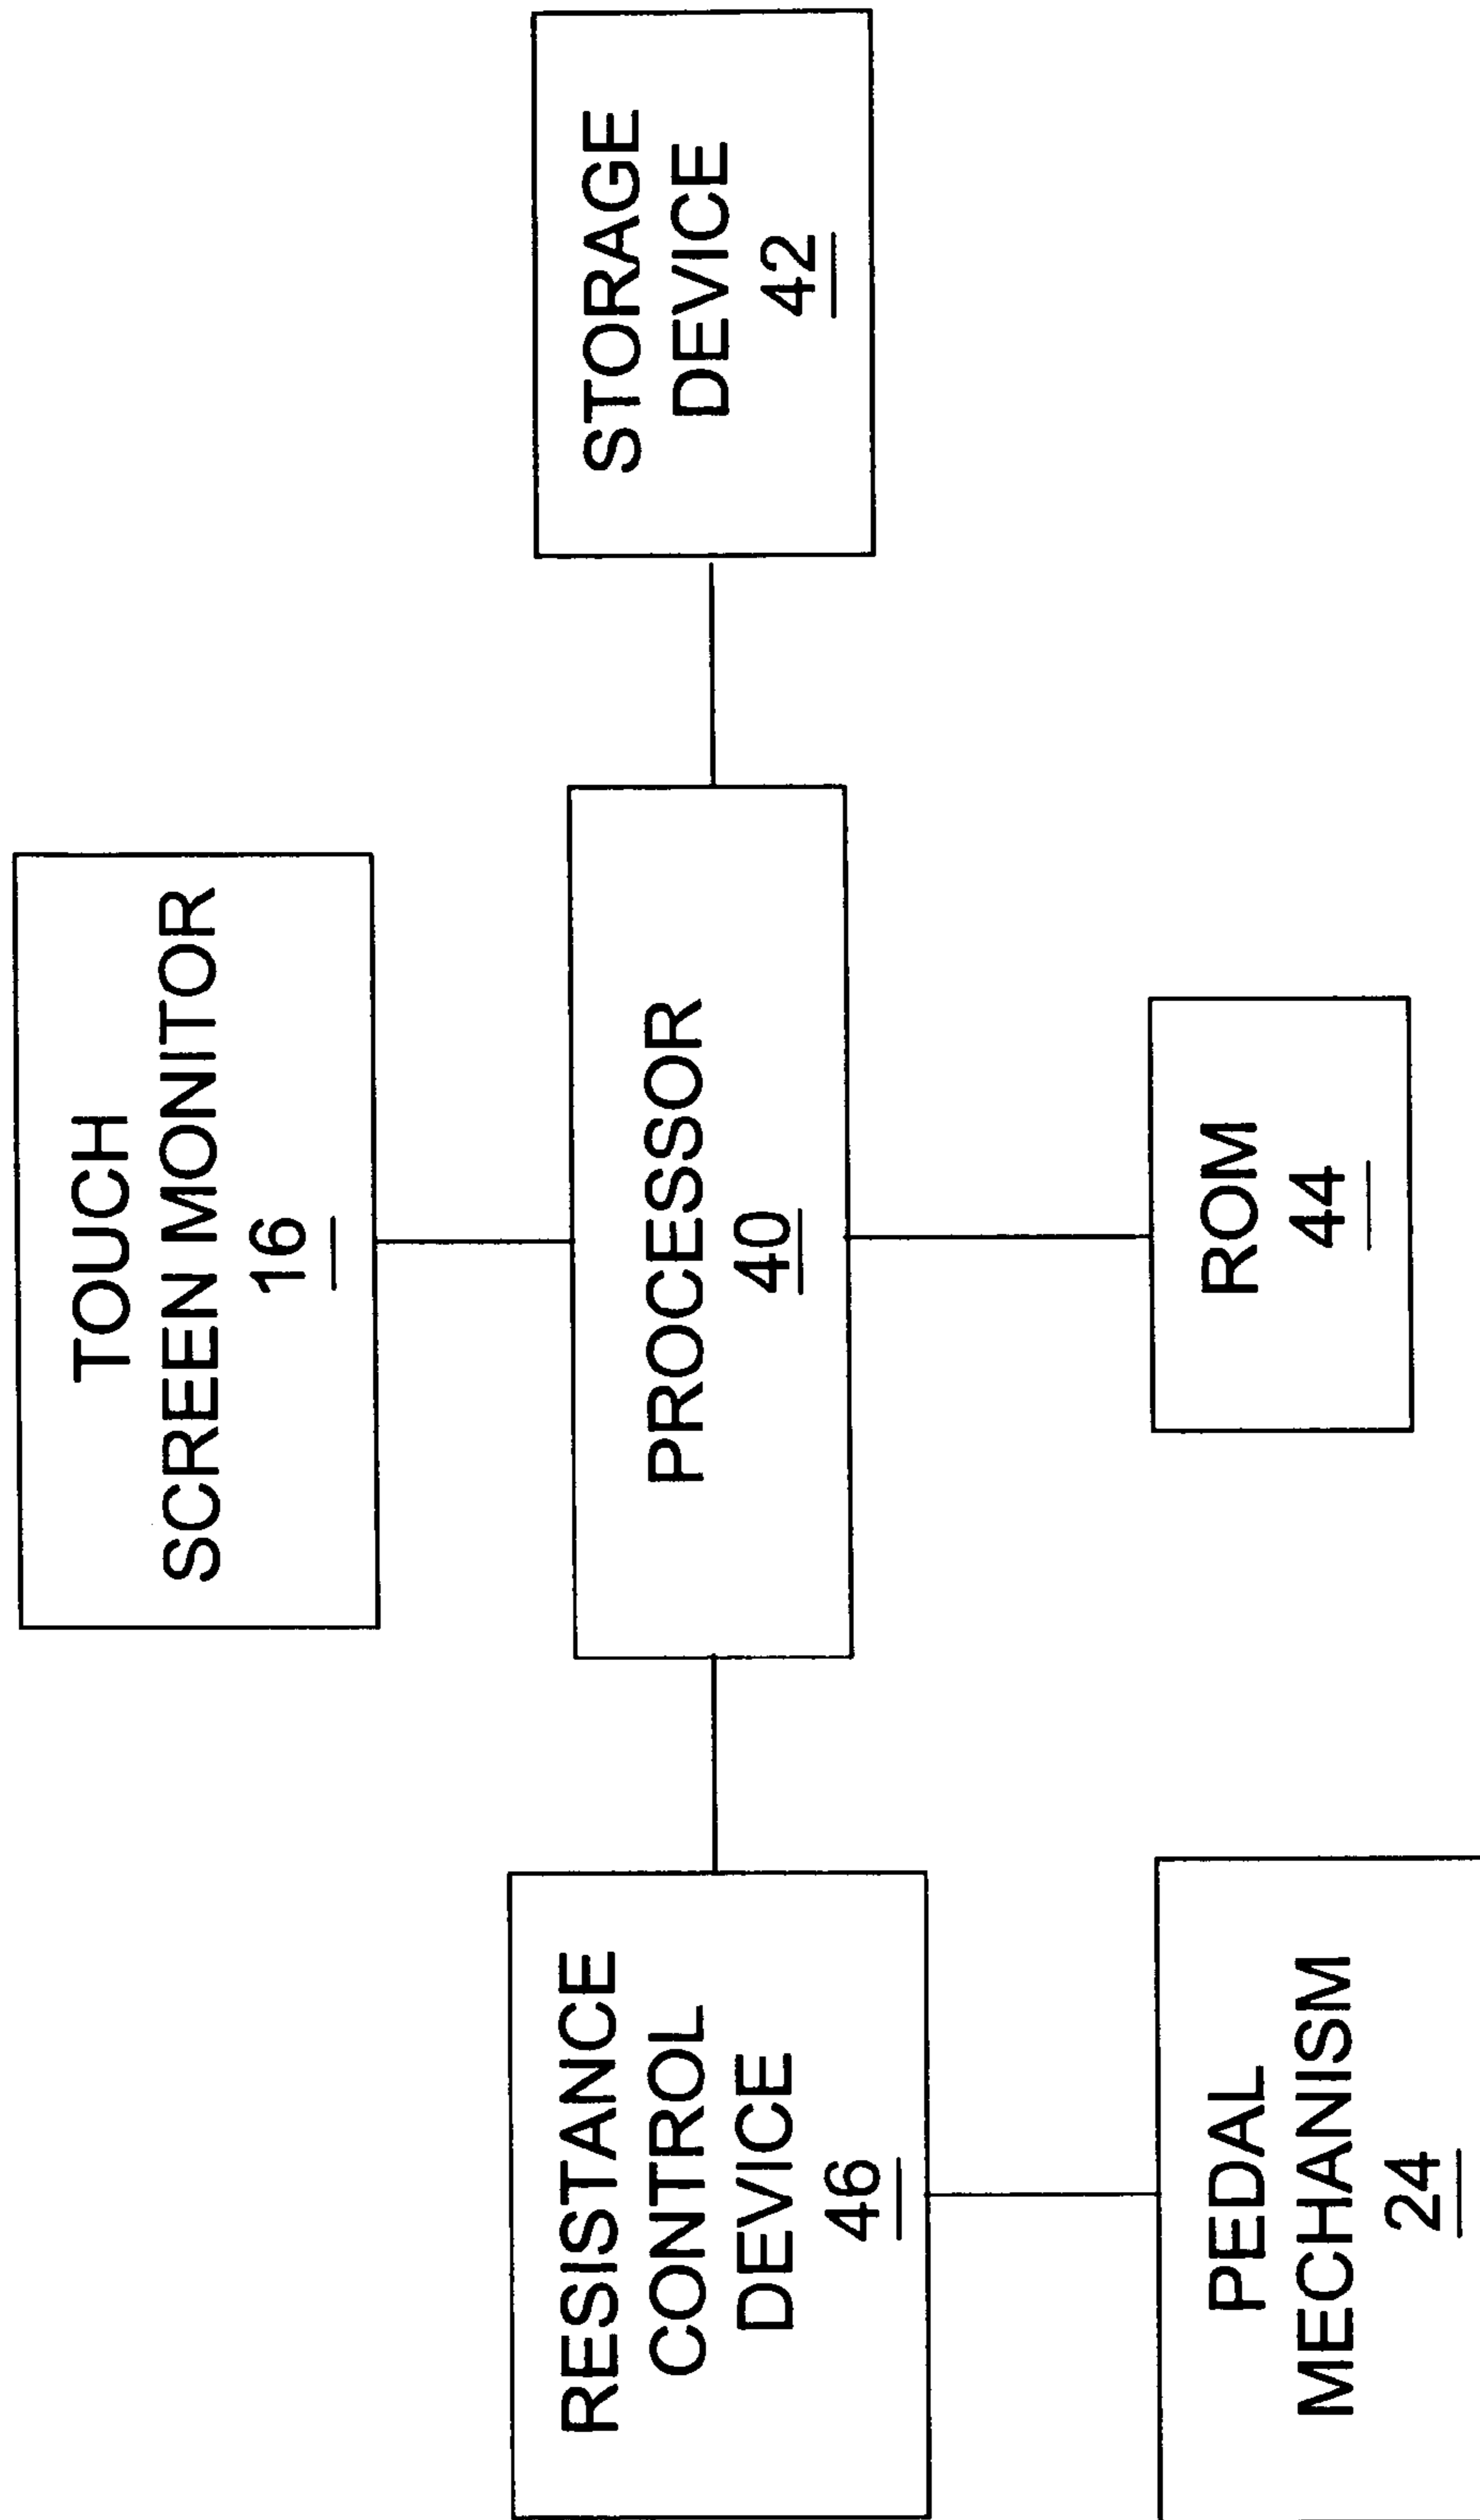 TOUCH
SCREEN MONITOR
16
RESISTANCE
CONTROL
DEVICE
46
PROCESSOR
40
STORAGE
DEVICE
42
PEDAL
MECHANISM
24
ROM
44